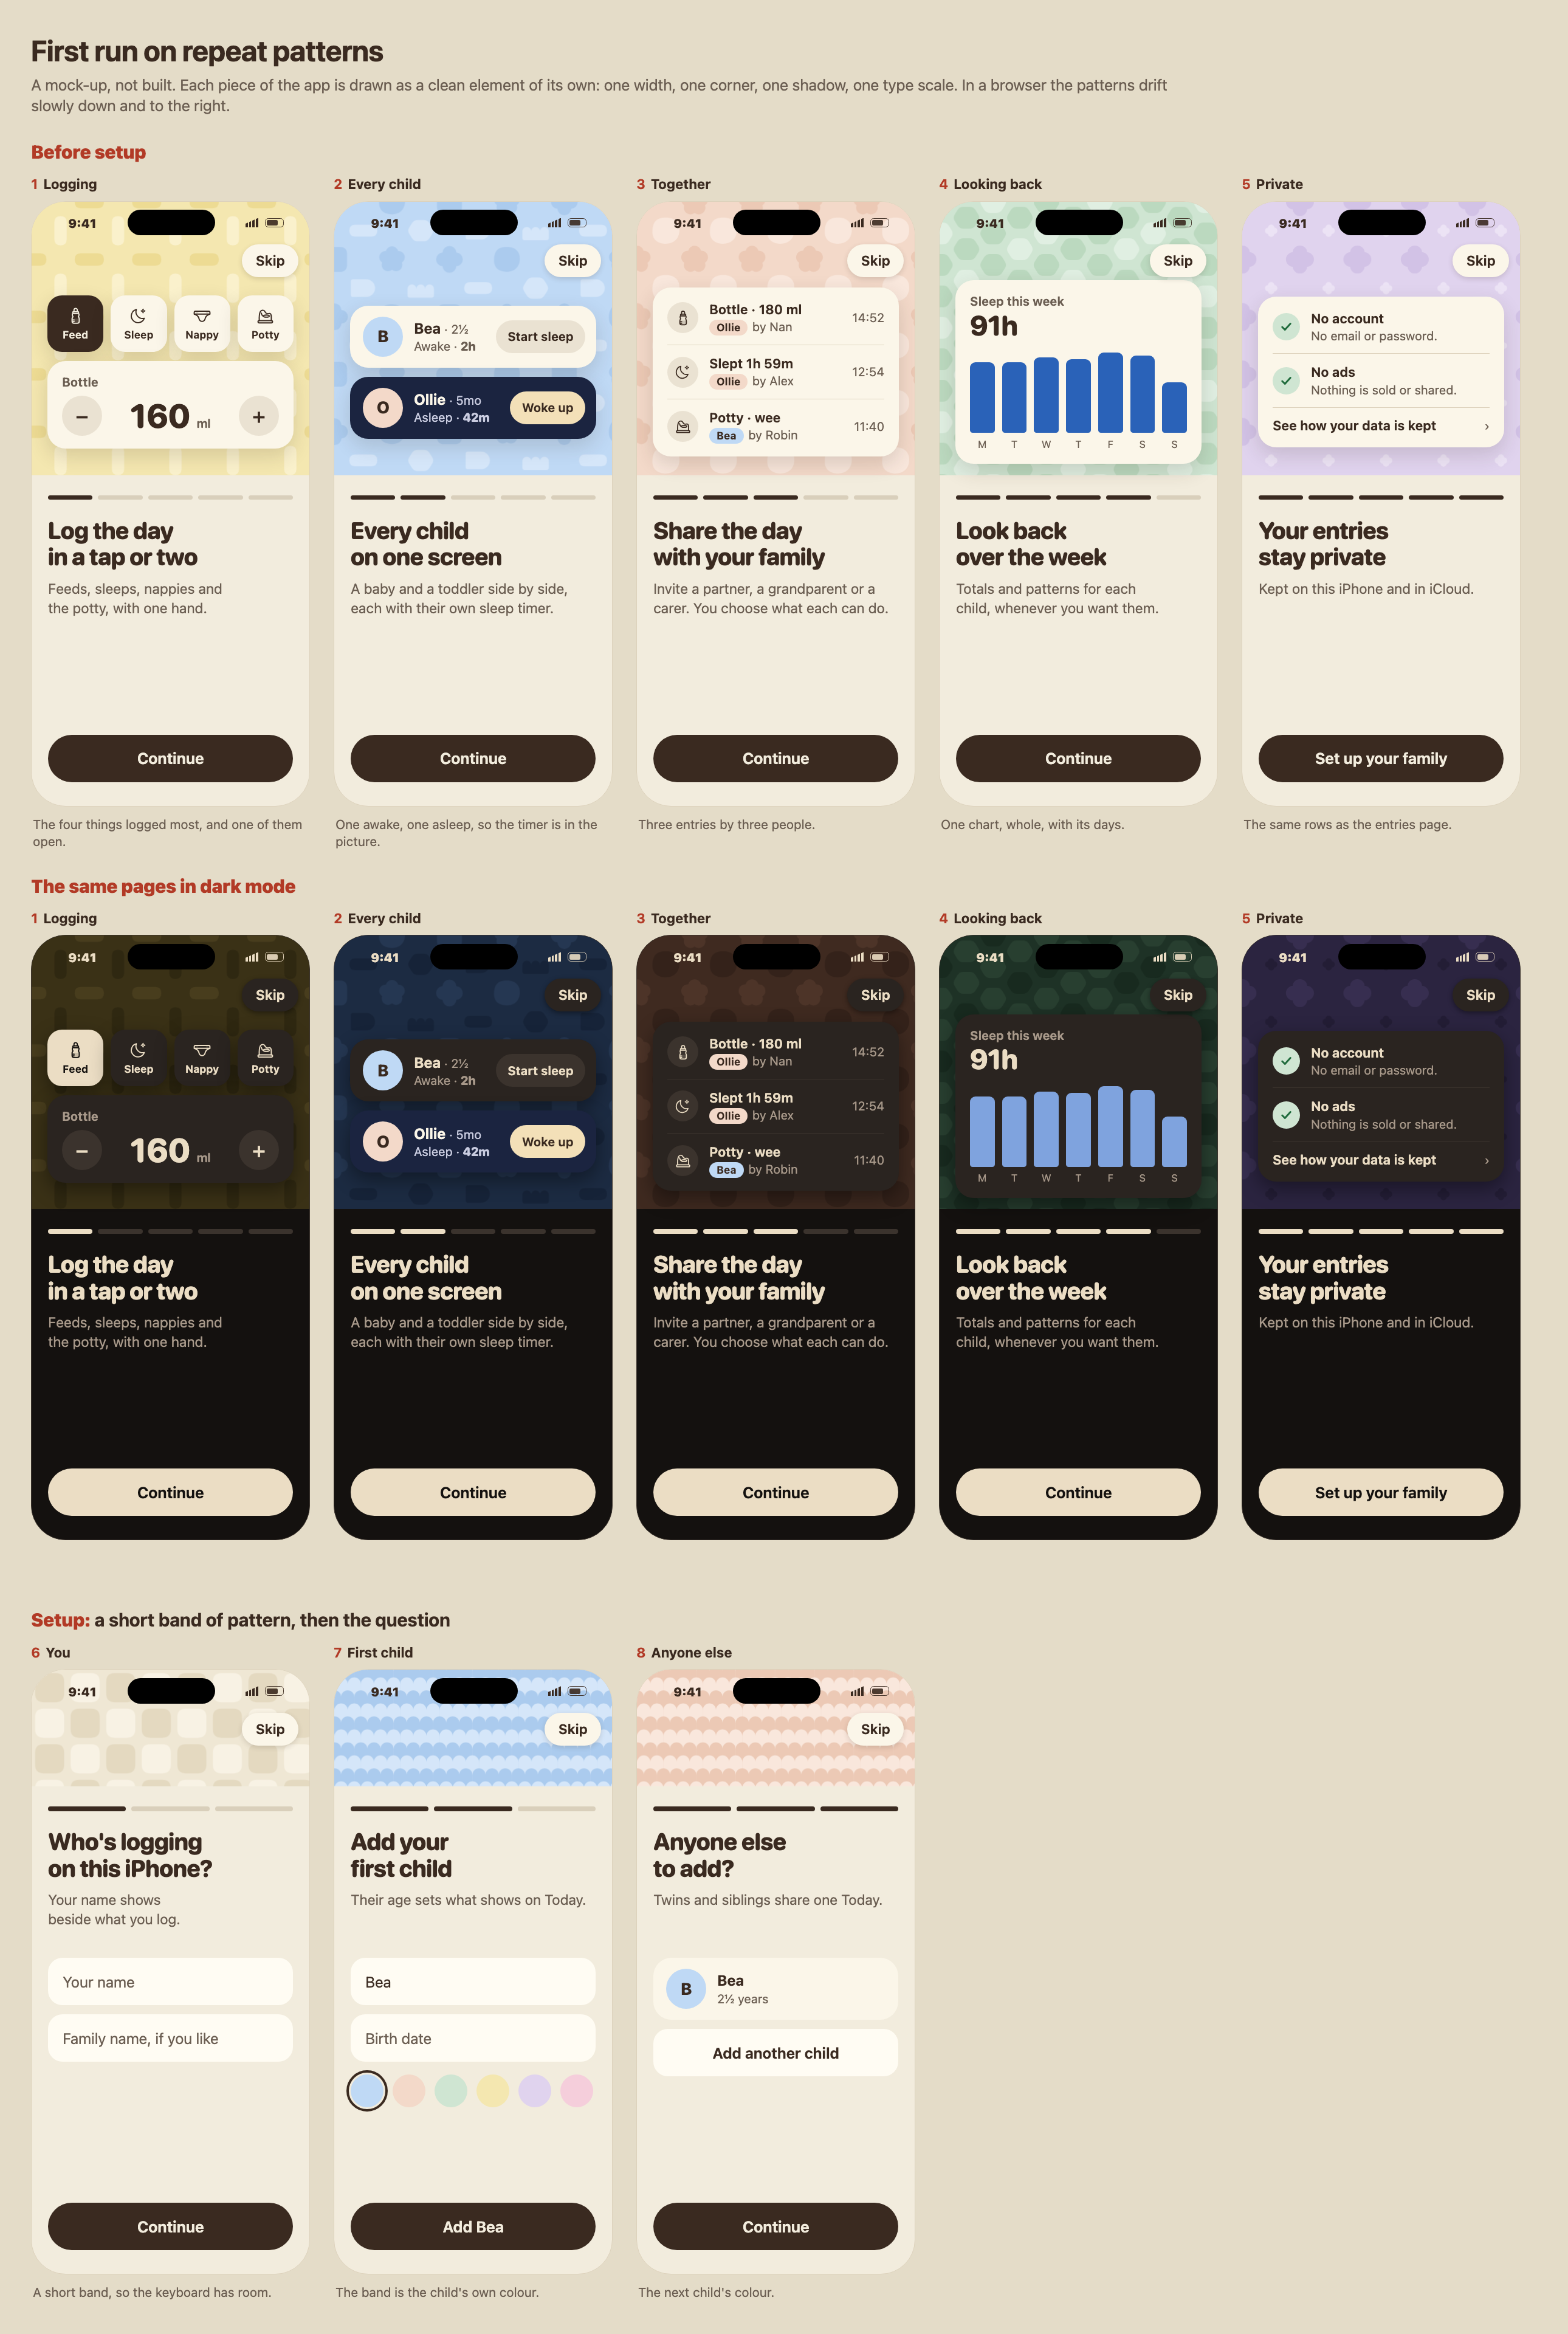 First run on repeat patterns
A mock-up, not built. Each piece of the app is drawn as a clean element of its own: one width, one corner, one shadow, one type scale. In a browser the patterns drift
slowly down and to the right.
Before setup
1 Logging
9:41
Skip
Feed
Sleep
Nappy
Potty
Bottle
− 160 ml +
Log the day
in a tap or two
Feeds, sleeps, nappies and
the potty, with one hand.
Continue
The four things logged most, and one of them
open.
2 Every child
9:41
Skip
B
Bea · 2½
Awake · 2h
Start sleep
O
Ollie · 5mo
Asleep · 42m
Woke up
Every child
on one screen
A baby and a toddler side by side,
each with their own sleep timer.
Continue
One awake, one asleep, so the timer is in the
picture.
3 Together
9:41
Skip
Bottle · 180 ml
Ollie by Nan
14:52
Slept 1h 59m
Ollie by Alex
12:54
Potty · wee
Bea by Robin
11:40
Share the day
with your family
Invite a partner, a grandparent or a
carer. You choose what each can do.
Continue
Three entries by three people.
4 Looking back
9:41
Skip
Sleep this week
91h
M T W T F S S
Look back
over the week
Totals and patterns for each
child, whenever you want them.
Continue
One chart, whole, with its days.
5 Private
9:41
Skip
No account
No email or password.
No ads
Nothing is sold or shared.
See how your data is kept ›
Your entries
stay private
Kept on this iPhone and in iCloud.
Set up your family
The same rows as the entries page.
The same pages in dark mode
1 Logging
9:41
Skip
Feed
Sleep
Nappy
Potty
Bottle
− 160 ml +
Log the day
in a tap or two
Feeds, sleeps, nappies and
the potty, with one hand.
Continue
2 Every child
9:41
Skip
B
Bea · 2½
Awake · 2h
Start sleep
O
Ollie · 5mo
Asleep · 42m
Woke up
Every child
on one screen
A baby and a toddler side by side,
each with their own sleep timer.
Continue
3 Together
9:41
Skip
Bottle · 180 ml
Ollie by Nan
14:52
Slept 1h 59m
Ollie by Alex
12:54
Potty · wee
Bea by Robin
11:40
Share the day
with your family
Invite a partner, a grandparent or a
carer. You choose what each can do.
Continue
4 Looking back
9:41
Skip
Sleep this week
91h
M T W T F S S
Look back
over the week
Totals and patterns for each
child, whenever you want them.
Continue
5 Private
9:41
Skip
No account
No email or password.
No ads
Nothing is sold or shared.
See how your data is kept ›
Your entries
stay private
Kept on this iPhone and in iCloud.
Set up your family
Setup: a short band of pattern, then the question
6 You
9:41
Skip
Who's logging
on this iPhone?
Your name shows
beside what you log.
Your name
Family name, if you like
Continue
A short band, so the keyboard has room.
7 First child
9:41
Skip
Add your
first child
Their age sets what shows on Today.
Bea
Birth date
Add Bea
The band is the child's own colour.
8 Anyone else
9:41
Skip
Anyone else
to add?
Twins and siblings share one Today.
B
Bea
2½ years
Add another child
Continue
The next child's colour.